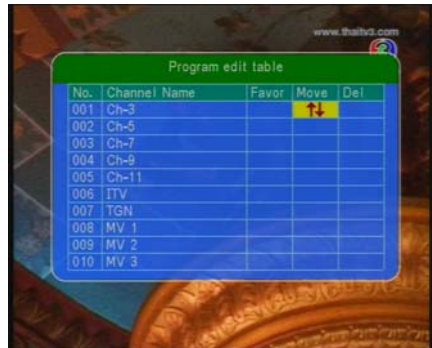 www.thaitv3.com
Program edit table
No. Channel Name Favor Move Del
001 Ch-3
002 Ch-5
003 Ch-7
004 Ch-9
005 Ch-11
006 ITV
007 TGN
008 MV 1
009 MV 2
010 MV 3